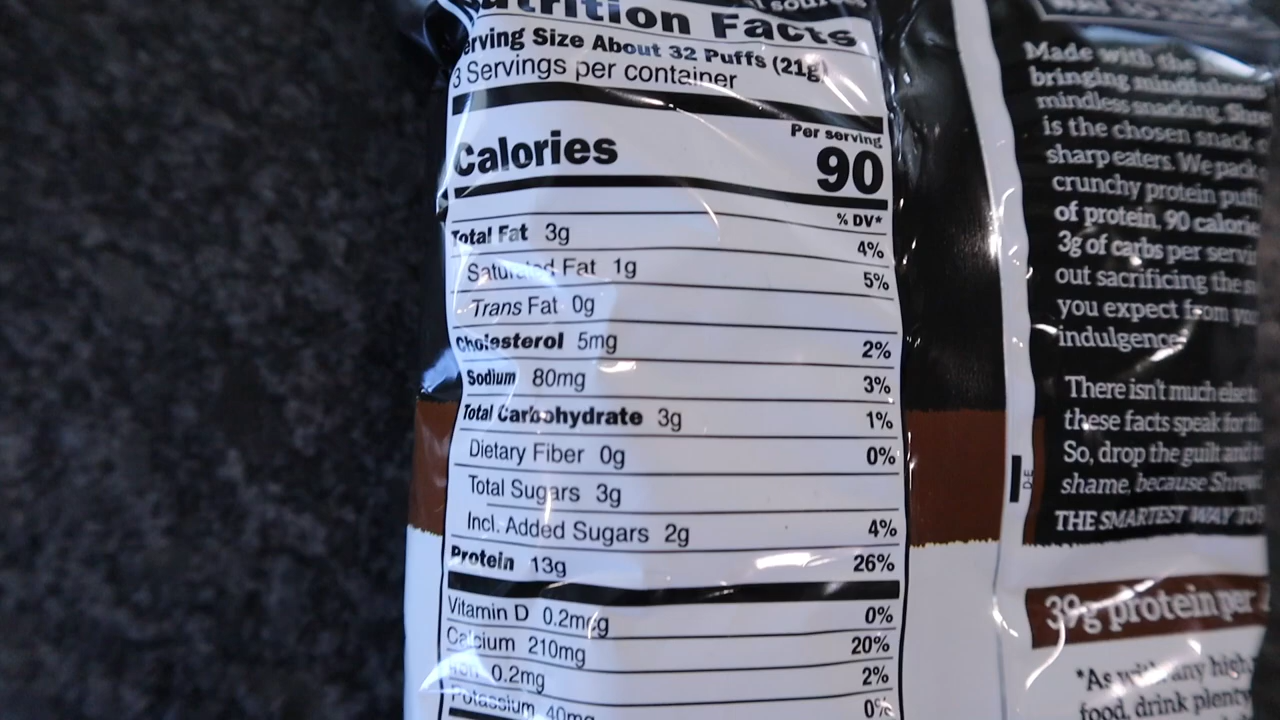 Nutrition Facts
Serving Size About 32 Puffs (21g)
3 Servings per container
Per serving
Calories 90
% DV*
Total Fat 3g 4%
Saturated Fat 1g 5%
Trans Fat 0g
Cholesterol 5mg 2%
Sodium 80mg 3%
Total Carbohydrate 3g 1%
Dietary Fiber 0g 0%
Total Sugars 3g
Incl. Added Sugars 2g 4%
Protein 13g 26%
Vitamin D 0.2mcg 0%
Calcium 210mg 20%
Iron 0.2mg 2%
Potassium 40mg 0%
Made with the
bringing mindfulness
mindless snacking,
is the chosen snack
sharp eaters. We pack
crunchy protein
of protein, 90
3g of carbs per
out sacrificing the
you expect from
indulgence.
There isn't much else
these facts speak for
So, drop the guilt and
shame, because
THE SMARTEST WAY TO
39g protein per
*As with any high
food, drink plenty